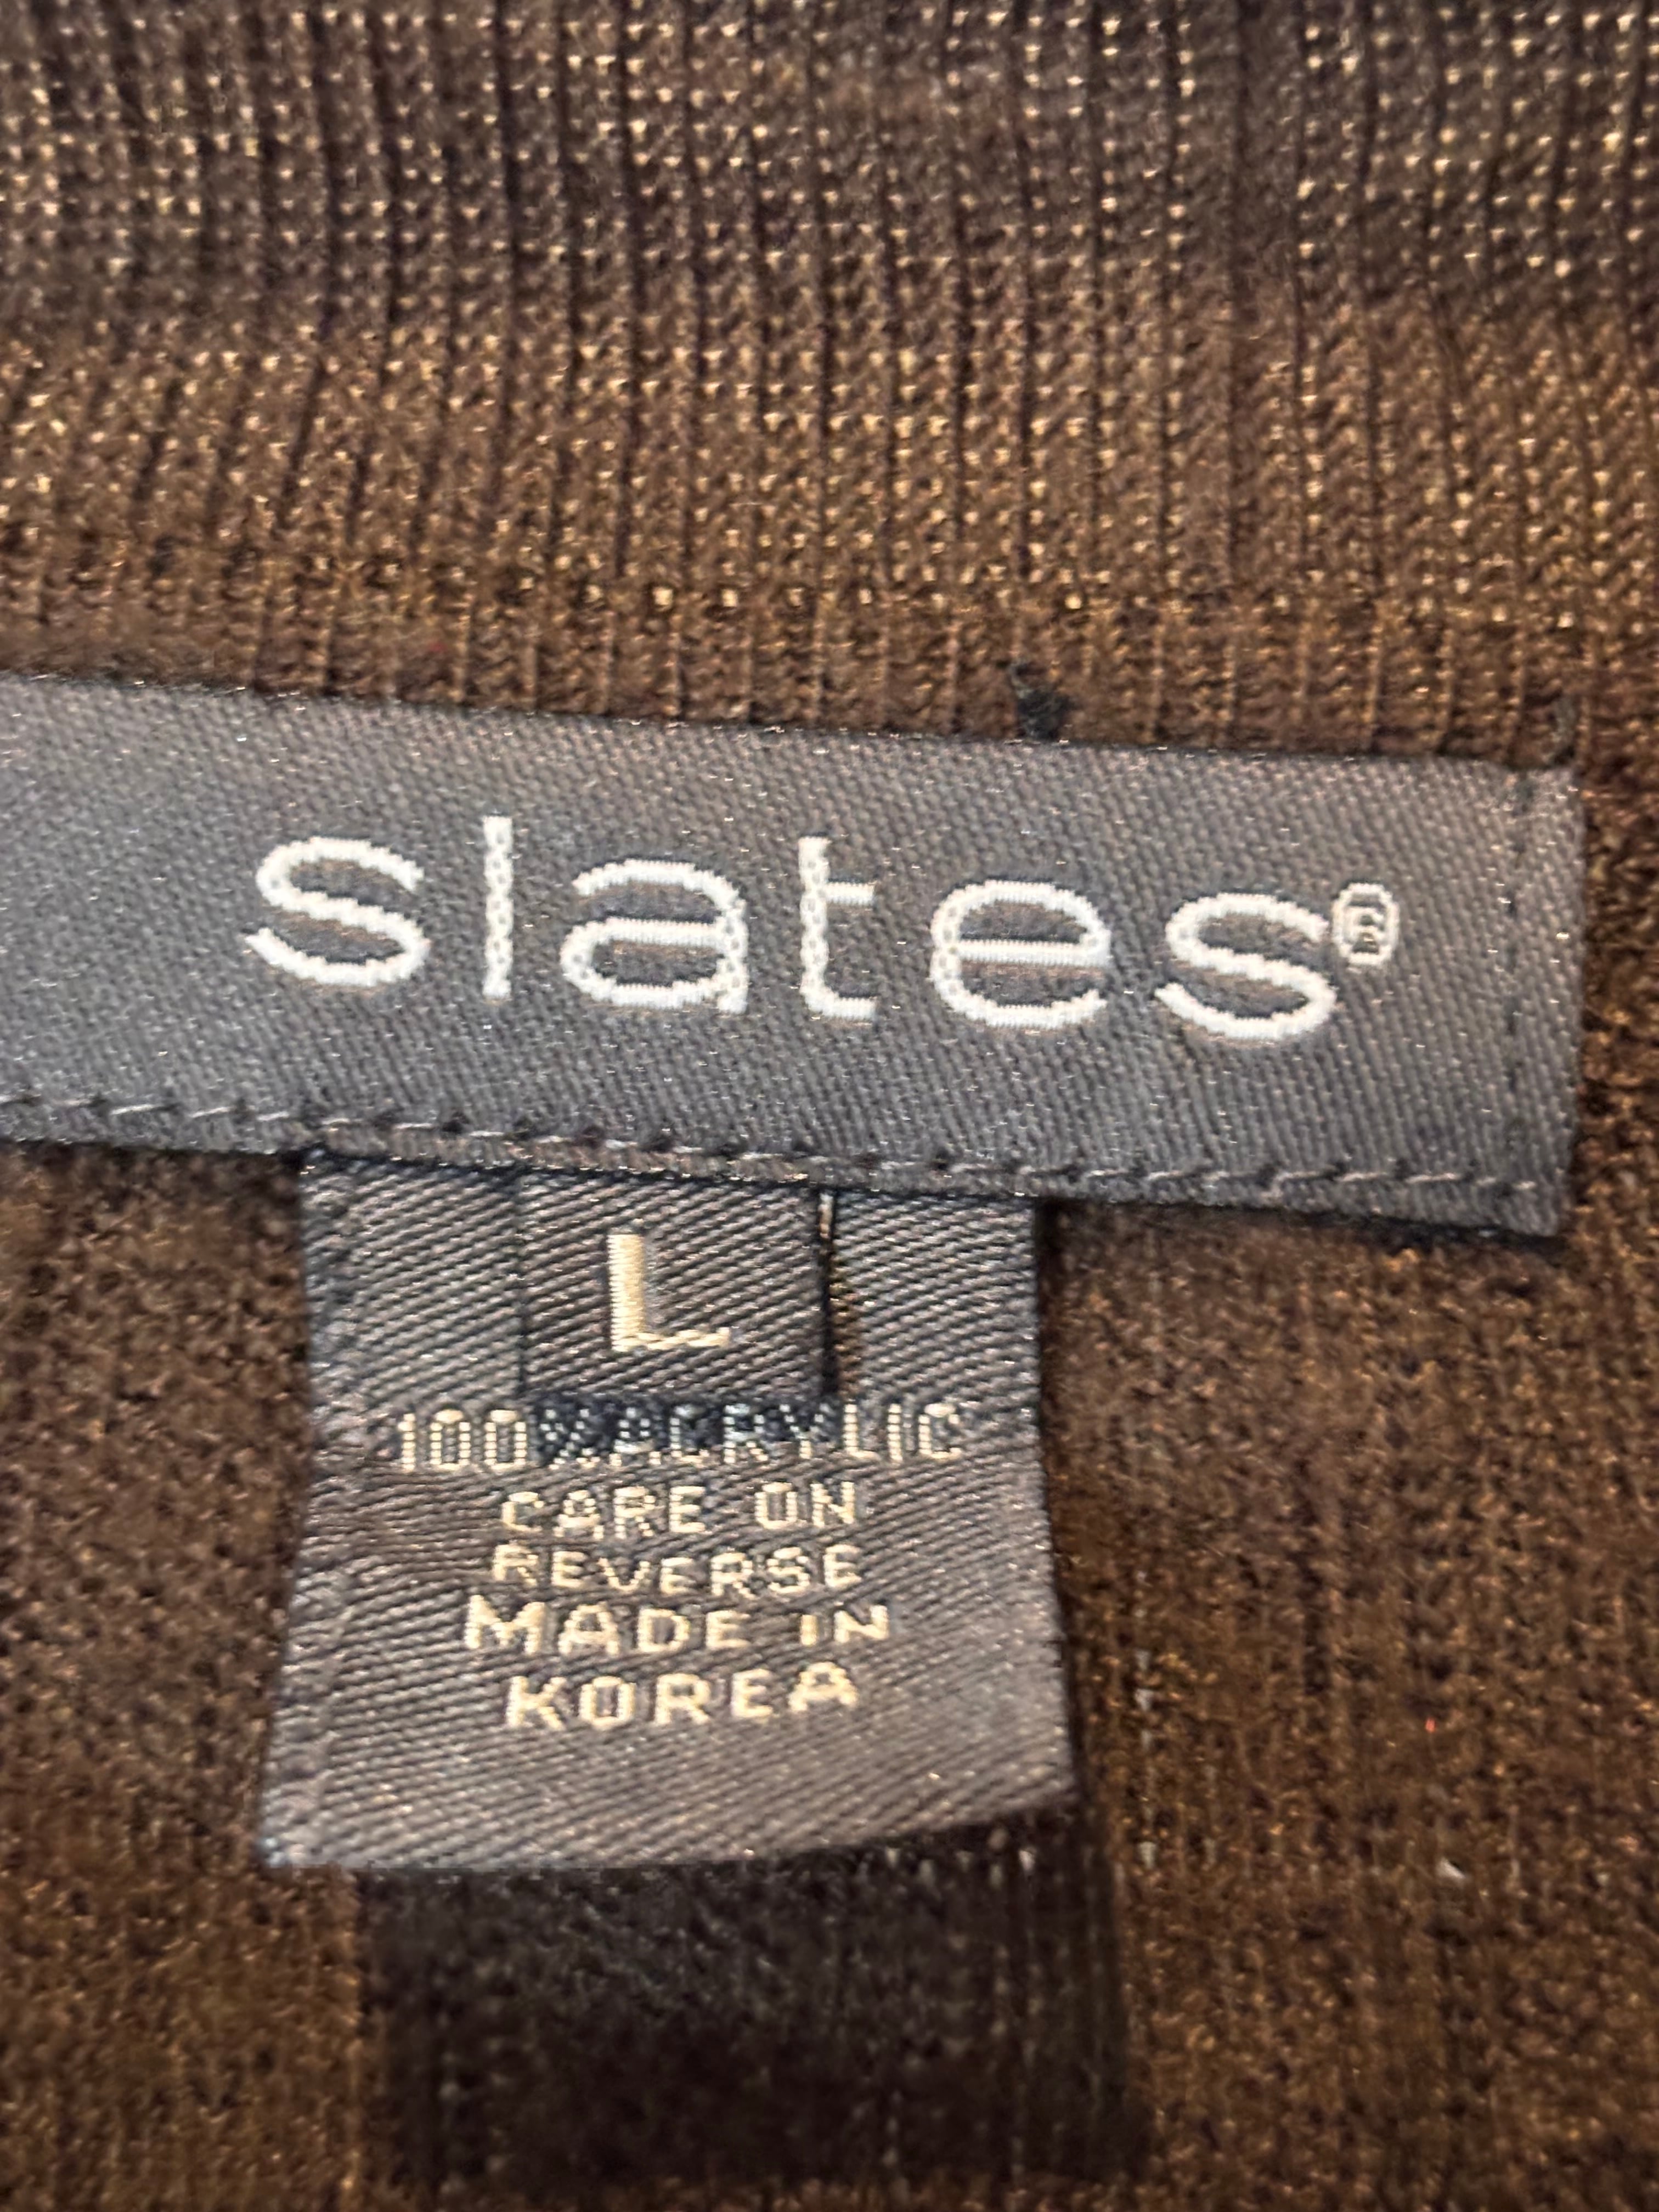 slates®
L
100% ACRYLIC
CARE ON
REVERSE
MADE IN
KOREA